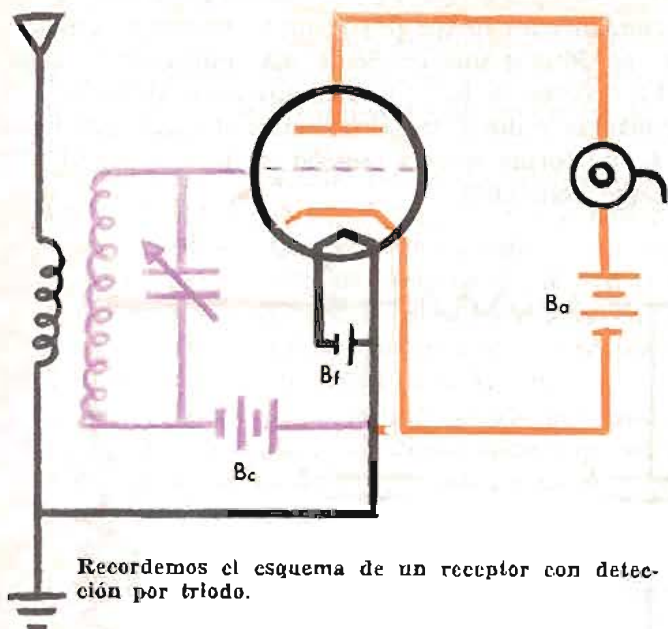 Ba
Bf
Bc
Recordemos el esquema de un receptor con detec-
ción por triodo.